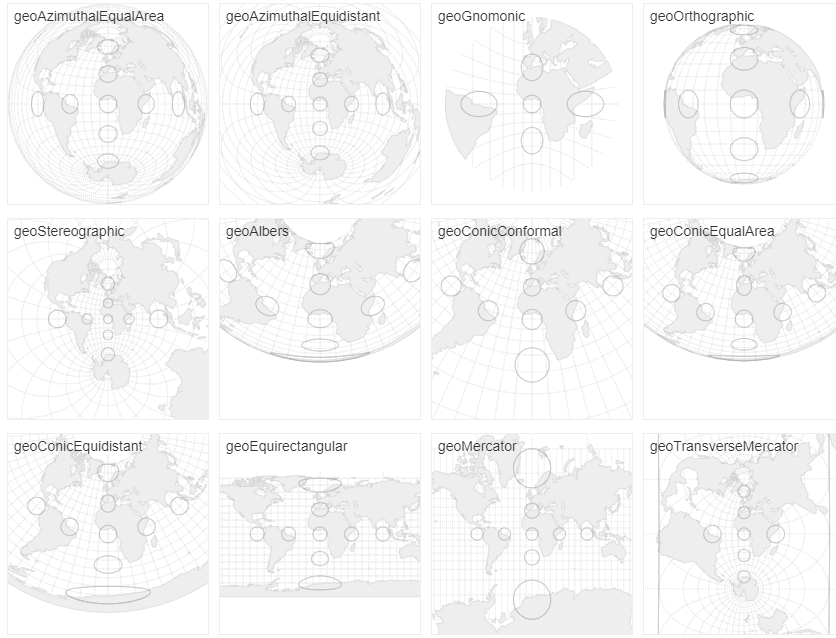 geoAzimuthalEqualArea
geoAzimuthalEquidistant
geoGnomonic
geoOrthographic
geoStereographic
geoAlbers
geoConicConformal
geoConicEqualArea
geoConicEquidistant
geoEquirectangular
geoMercator
geoTransverseMercator